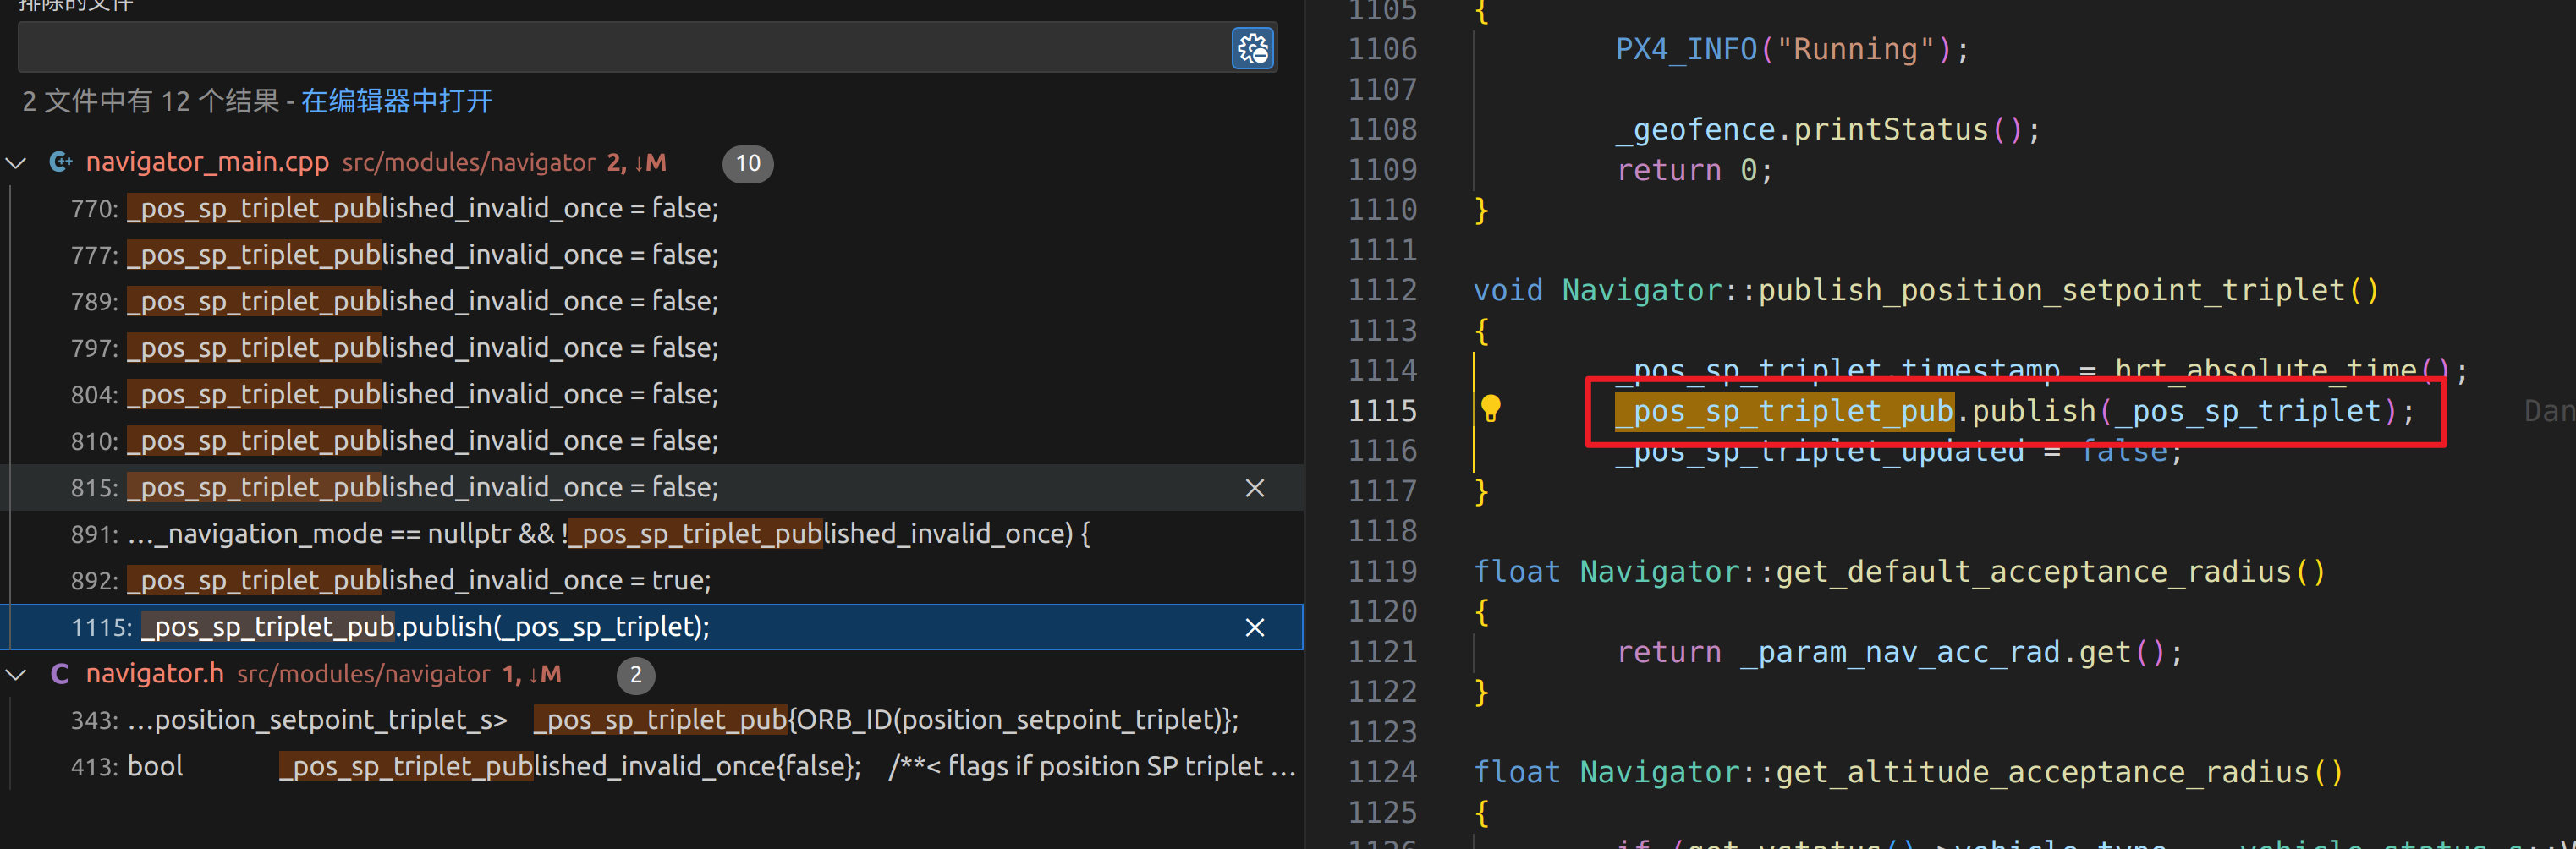 排除的文件
2 文件中有 12 个结果 - 在编辑器中打开
navigator_main.cpp src/modules/navigator 2, ↓M 10
770: _pos_sp_triplet_published_invalid_once = false;
777: _pos_sp_triplet_published_invalid_once = false;
789: _pos_sp_triplet_published_invalid_once = false;
797: _pos_sp_triplet_published_invalid_once = false;
804: _pos_sp_triplet_published_invalid_once = false;
810: _pos_sp_triplet_published_invalid_once = false;
815: _pos_sp_triplet_published_invalid_once = false;
891: …_navigation_mode == nullptr && !_pos_sp_triplet_published_invalid_once) {
892: _pos_sp_triplet_published_invalid_once = true;
1115: _pos_sp_triplet_pub.publish(_pos_sp_triplet);
C navigator.h src/modules/navigator 1, ↓M 2
343: …position_setpoint_triplet_s> _pos_sp_triplet_pub{ORB_ID(position_setpoint_triplet)};
413: bool _pos_sp_triplet_published_invalid_once{false}; /**< flags if position SP triplet …
1105 {
1106 PX4_INFO("Running");
1107
1108 _geofence.printStatus();
1109 return 0;
1110 }
1111
1112 void Navigator::publish_position_setpoint_triplet()
1113 {
1114 _pos_sp_triplet.timestamp = hrt_absolute_time();
1115 _pos_sp_triplet_pub.publish(_pos_sp_triplet); Dan
1116 _pos_sp_triplet_updated = false;
1117 }
1118
1119 float Navigator::get_default_acceptance_radius()
1120 {
1121 return _param_nav_acc_rad.get();
1122 }
1123
1124 float Navigator::get_altitude_acceptance_radius()
1125 {
1126 if (get_vstatus()->vehicle_type